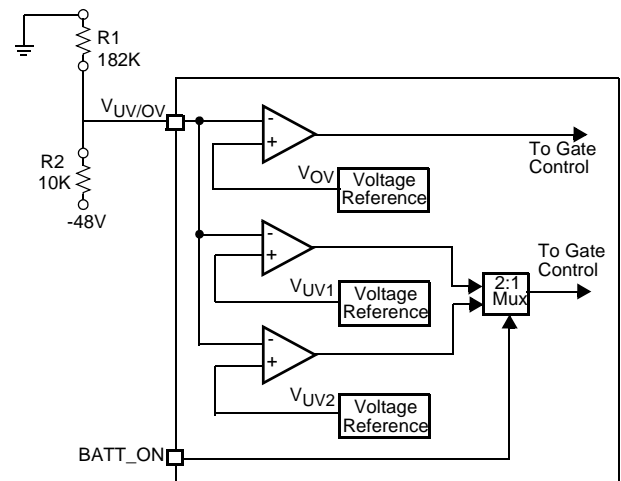 R1
182K
VUV/OV
R2
10K
-48V
-
+
To Gate
Control
VOV
Voltage
Reference
-
+
To Gate
Control
2:1
Mux
VUV1
Voltage
Reference
-
+
VUV2
Voltage
Reference
BATT_ON